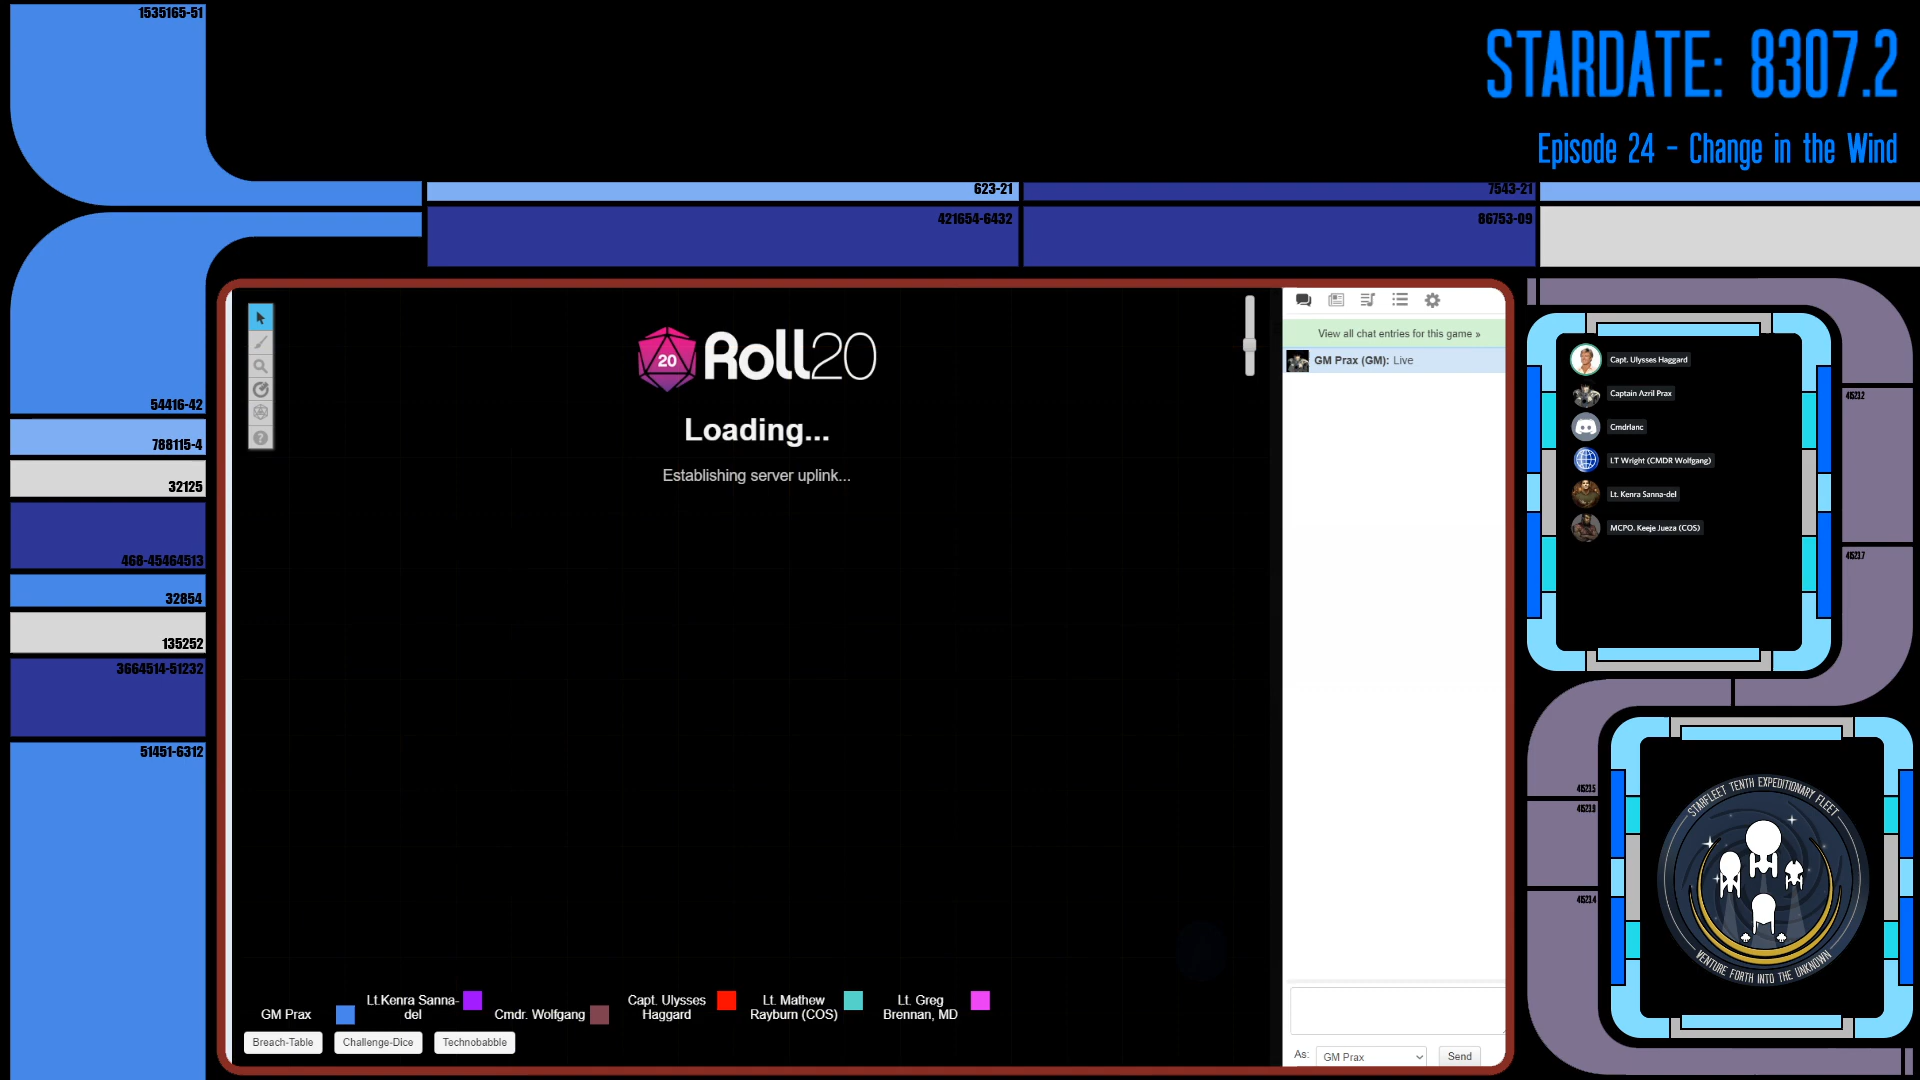 1535165-51
STARDATE: 8307.2
Episode 24 - Change in the Wind
623-21
7543-21
421654-6432
86753-09
54416-42
788115-4
32125
468-45464513
32854
135252
3664514-51232
51451-6312
20
Roll20
Loading...
Establishing server uplink...
View all chat entries for this game »
GM Prax (GM): Live
Capt. Ulysses Haggard
Captain Azril Prax
Cmdrlanc
LT Wright (CMDR Wolfgang)
Lt. Kenra Sanna-del
MCPO. Keeje Jueza (COS)
STARFLEET TENTH EXPEDITIONARY FLEET
VENTURE FORTH INTO THE UNKNOWN
GM Prax
Lt.Kenra Sanna-
del
Cmdr. Wolfgang
Capt. Ulysses
Haggard
Lt. Mathew
Rayburn (COS)
Lt. Greg
Brennan, MD
Breach-Table
Challenge-Dice
Technobabble
As:
GM Prax
Send